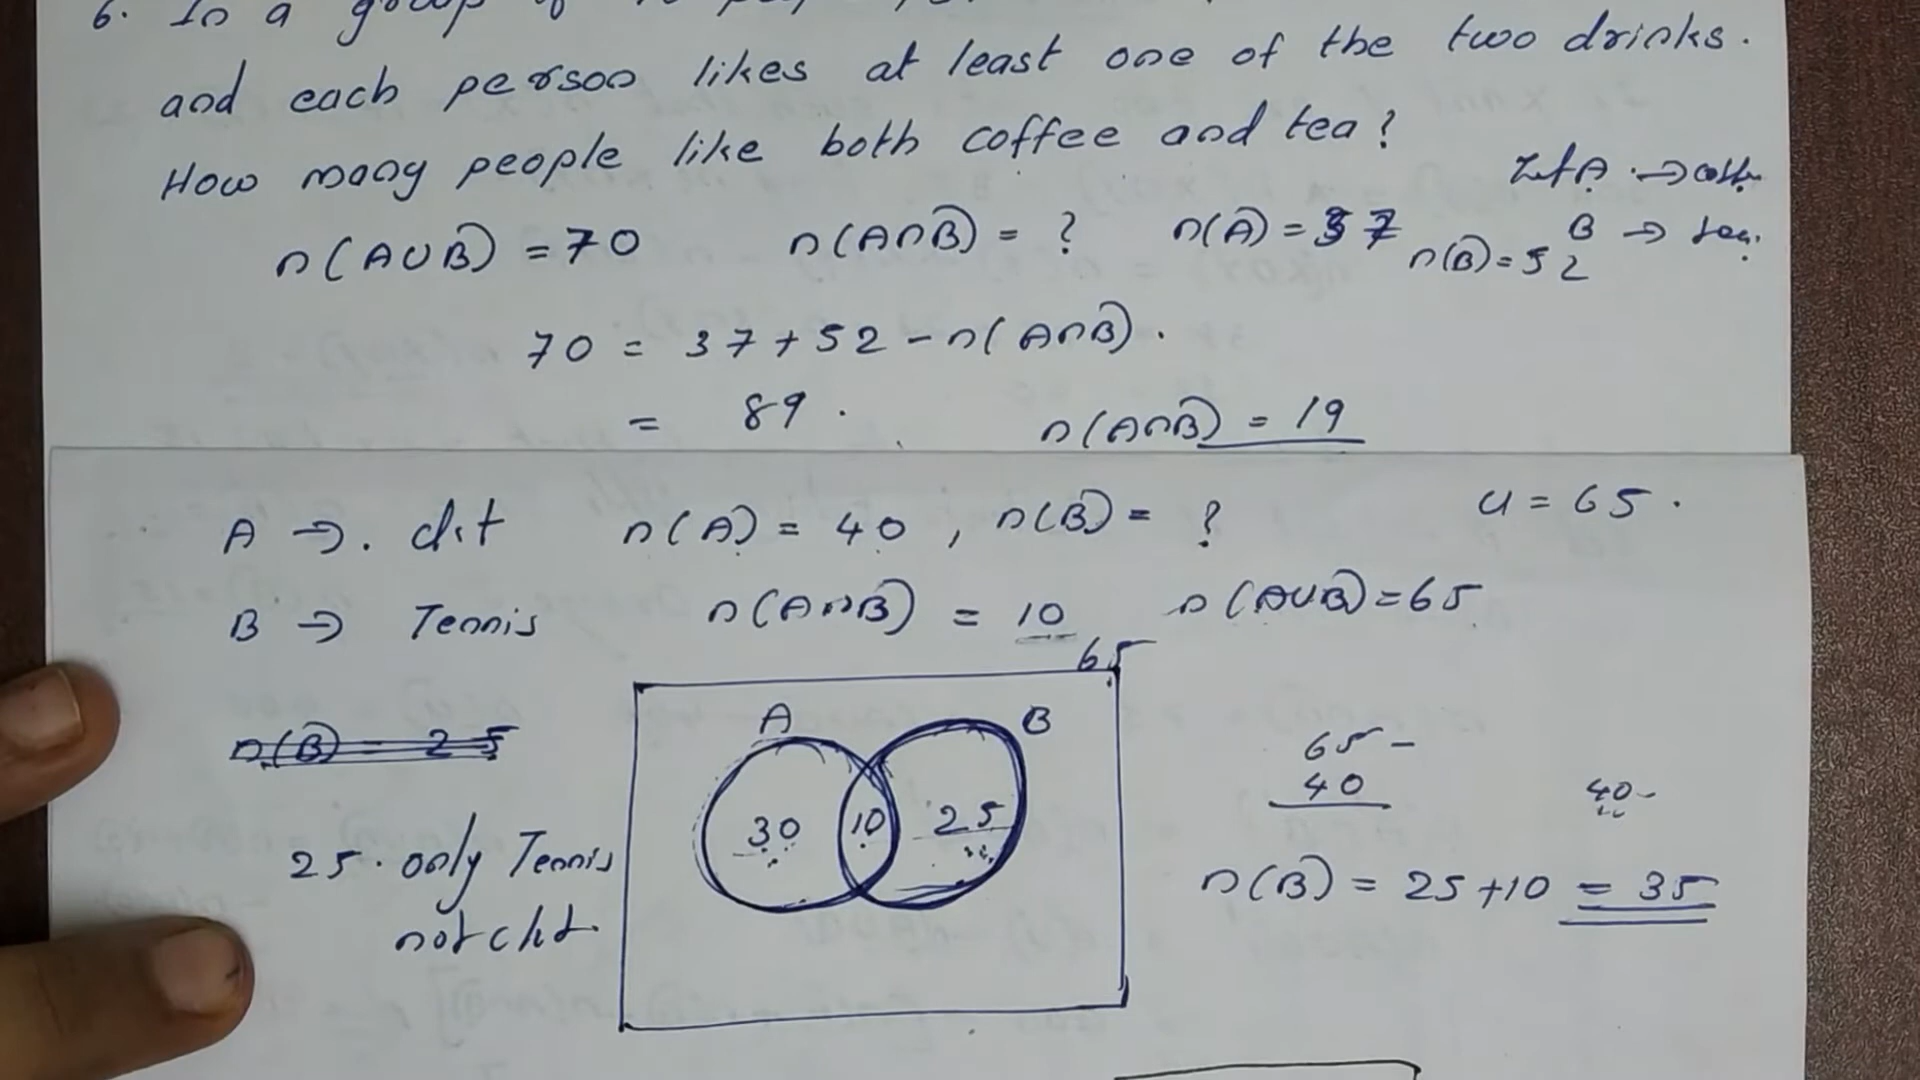 6. In a group of
and each person likes at least one of the two drinks.
How many people like both coffee and tea?
Let A → coffee
n(A∪B) = 70 n(A∩B) = ? n(A) = 37 B → tea.
n(B) = 52
70 = 37 + 52 - n(A∩B).
= 89. n(A∩B) = 19
A → . ckt n(A) = 40, n(B) = ? U = 65.
B → Tennis n(A∩B) = 10 n(A∪B) = 65
65
A B
n(B) = 25
65 -
40
40 -
30 10 25
25. only Tennis
not ckt.
n(B) = 25 + 10 = 35